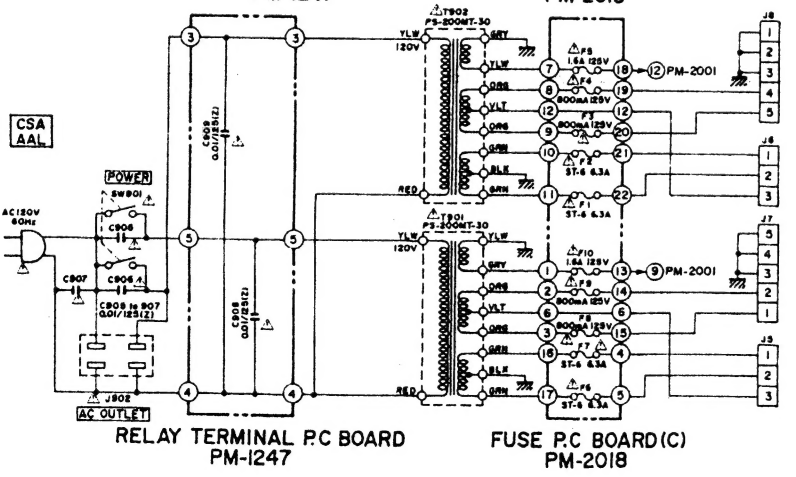 PM-2018
T902
PS-200MT-30
J8
3
3
YLW
120V
GRY
YLW
ORG
VLT
ORG
GRN
BLK
GRN
RED
7
8
12
9
10
11
F5
1.6A 125V
F4
800mA 125V
F3
800mA 125V
F2
ST-6 6.3A
F1
ST-6 6.3A
18
19
12
20
21
22
12 PM-2001
1
2
3
4
5
J6
1
2
3
CSA
AAL
C909
0.01/125(Z)
POWER
SW901
AC120V
60Hz
C906
C907
C906
C905 to 907
0.01/125(Z)
J902
AC OUTLET
5
5
C908
0.01/125(Z)
4
4
T901
PS-200MT-30
YLW
120V
YLW
GRY
ORG
VLT
ORG
GRN
BLK
GRN
RED
1
2
6
3
16
17
F10
1.6A 125V
F9
800mA 125V
F8
800mA 125V
F7
ST-6 6.3A
F6
ST-6 6.3A
13
14
6
15
4
5
9 PM-2001
J7
5
4
3
2
1
J5
1
2
3
RELAY TERMINAL P.C BOARD
PM-1247
FUSE P.C BOARD(C)
PM-2018